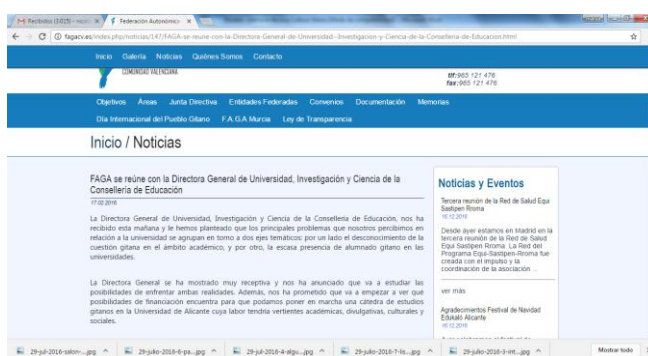 Recibidos (3.015) -
Federación Autonómica
fagacv.es/index.php/noticias/147/FAGA-se-reune-con-la-Directora-General-de-Universidad--Investigacion-y-Ciencia-de-la-Conselleria-de-Educacion.html
Inicio Galería Noticias Quiénes Somos Contacto
COMUNIDAD VALENCIANA
tlf:965 121 476
fax:965 121 476
Objetivos Áreas Junta Directiva Entidades Federadas Convenios Documentación Memorias
Día Internacional del Pueblo Gitano F.A.G.A Murcia Ley de Transparencia
Inicio / Noticias
FAGA se reúne con la Directora General de Universidad, Investigación y Ciencia de la
Conselleria de Educación
17.02.2016
La Directora General de Universidad, Investigación y Ciencia de la Conselleria de Educación, nos ha
recibido esta mañana y le hemos planteado que los principales problemas que nosotros percibimos en
relación a la universidad se agrupan en torno a dos ejes temáticos: por un lado el desconocimiento de la
cuestión gitana en el ámbito académico, y por otro, la escasa presencia de alumnado gitano en las
universidades.
La Directora General se ha mostrado muy receptiva y nos ha anunciado que va a estudiar las
posibilidades de enfrentar ambas realidades. Además, nos ha prometido que va a empezar a ver qué
posibilidades de financiación encuentra para que podamos poner en marcha una cátedra de estudios
gitanos en la Universidad de Alicante cuya labor tendría vertientes académicas, divulgativas, culturales y
sociales.
Noticias y Eventos
Tercera reunión de la Red de Salud Equi
Sastipen Rroma
16.12.2016
Desde ayer estamos en Madrid en la
tercera reunión de la Red de Salud
Equi Sastipen Rroma. La Red del
Programa Equi-Sastipen-Rroma fue
creada con el impulso y la
coordinación de la asociación ...
ver más
Agradecimientos Festival de Navidad
Edukaló Alicante
16.12.2016
29-jul-2016-salon-...jpg
29-julio-2016-6-pa...jpg
29-jul-2016-4-algu...jpg
29-julio-2016-7-lis...jpg
29-julio-2016-3-int...jpg
Mostrar todo